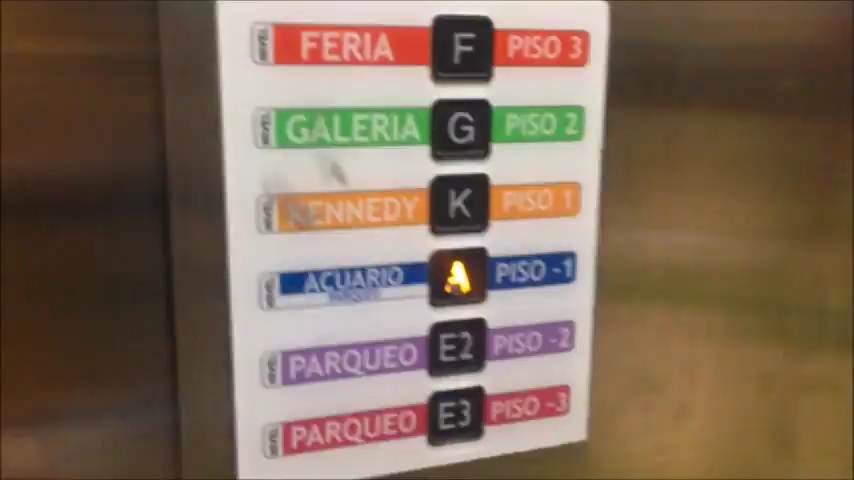 FERIA F PISO 3
GALERIA G PISO 2
KENNEDY K PISO 1
ACUARIO A PISO -1
PARQUEO E2 PISO -2
PARQUEO E3 PISO -3